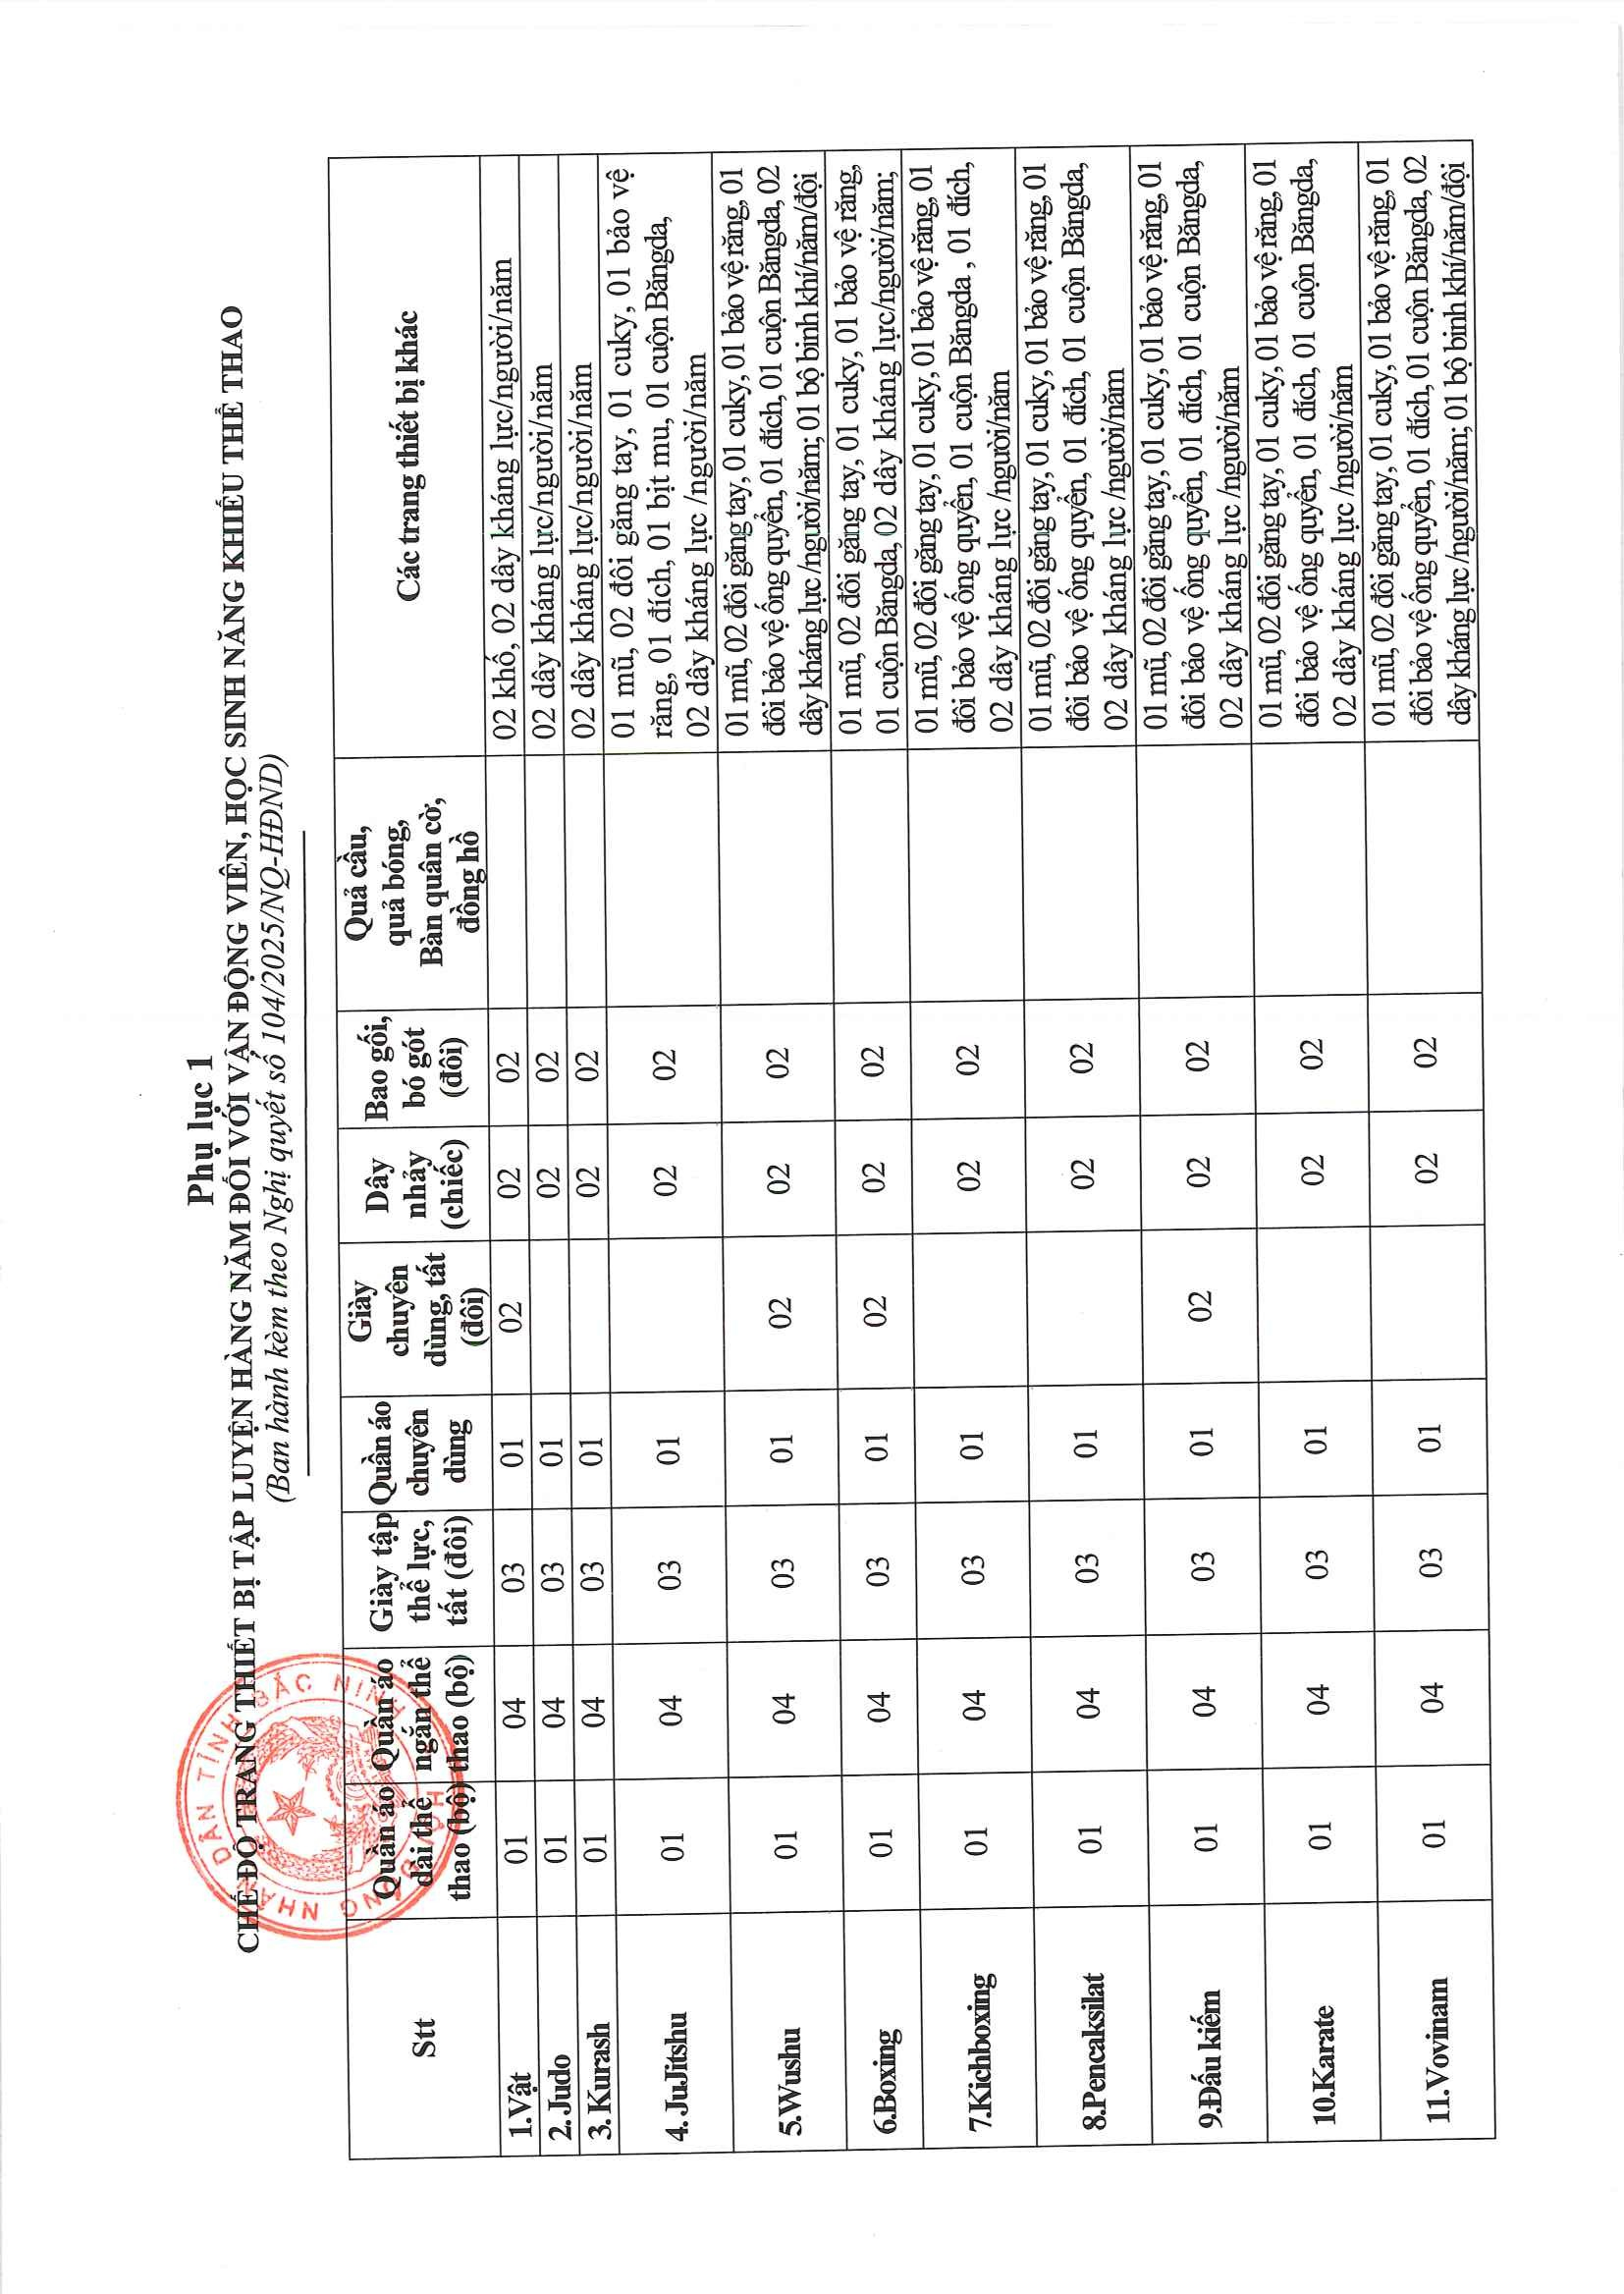 Phụ lục 1
CHẾ ĐỘ TRANG THIẾT BỊ TẬP LUYỆN HÀNG NĂM ĐỐI VỚI VẬN ĐỘNG VIÊN, HỌC SINH NĂNG KHIẾU THỂ THAO
(Ban hành kèm theo Nghị quyết số 104/2025/NQ-HĐND)
Stt | Quần áo dài thể thao (bộ) | Quần áo ngắn thể thao (bộ) | Giày tập thể lực, tất (đôi) | Quần áo chuyên dùng | Giày chuyên dùng, tất (đôi) | Dây nhảy (chiếc) | Bao gối, bó gót (đôi) | Quả cầu, quả bóng, Bàn quân cờ, đồng hồ | Các trang thiết bị khác
1.Vật | 01 | 04 | 03 | 01 | 02 | 02 | 02 | | 02 khố, 02 dây kháng lực/người/năm
2. Judo | 01 | 04 | 03 | 01 | | 02 | 02 | | 02 dây kháng lực/người/năm
3. Kurash | 01 | 04 | 03 | 01 | | 02 | 02 | | 02 dây kháng lực/người/năm
4. JuJitshu | 01 | 04 | 03 | 01 | | 02 | 02 | | 01 mũ, 02 đôi găng tay, 01 cuky, 01 bảo vệ
răng, 01 đích, 01 bịt mu, 01 cuộn Băngda,
02 dây kháng lực /người/năm
5.Wushu | 01 | 04 | 03 | 01 | 02 | 02 | 02 | | 01 mũ, 02 đôi găng tay, 01 cuky, 01 bảo vệ răng, 01
đôi bảo vệ ống quyển, 01 đích, 01 cuộn Băngda, 02
dây kháng lực /người/năm; 01 bộ binh khí/năm/đội
6.Boxing | 01 | 04 | 03 | 01 | 02 | 02 | 02 | | 01 mũ, 02 đôi găng tay, 01 cuky, 01 bảo vệ răng,
01 cuộn Băngda, 02 dây kháng lực/người/năm;
7.Kichboxing | 01 | 04 | 03 | 01 | | 02 | 02 | | 01 mũ, 02 đôi găng tay, 01 cuky, 01 bảo vệ răng, 01
đôi bảo vệ ống quyển, 01 cuộn Băngda , 01 đích,
02 dây kháng lực /người/năm
8.Pencaksilat | 01 | 04 | 03 | 01 | | 02 | 02 | | 01 mũ, 02 đôi găng tay, 01 cuky, 01 bảo vệ răng, 01
đôi bảo vệ ống quyển, 01 đích, 01 cuộn Băngda,
02 dây kháng lực /người/năm
9.Đấu kiếm | 01 | 04 | 03 | 01 | 02 | 02 | 02 | | 01 mũ, 02 đôi găng tay, 01 cuky, 01 bảo vệ răng, 01
đôi bảo vệ ống quyển, 01 đích, 01 cuộn Băngda,
02 dây kháng lực /người/năm
10.Karate | 01 | 04 | 03 | 01 | | 02 | 02 | | 01 mũ, 02 đôi găng tay, 01 cuky, 01 bảo vệ răng, 01
đôi bảo vệ ống quyển, 01 đích, 01 cuộn Băngda,
02 dây kháng lực /người/năm
11.Vovinam | 01 | 04 | 03 | 01 | | 02 | 02 | | 01 mũ, 02 đôi găng tay, 01 cuky, 01 bảo vệ răng, 01
đôi bảo vệ ống quyển, 01 đích, 01 cuộn Băngda, 02
dây kháng lực /người/năm; 01 bộ binh khí/năm/đội